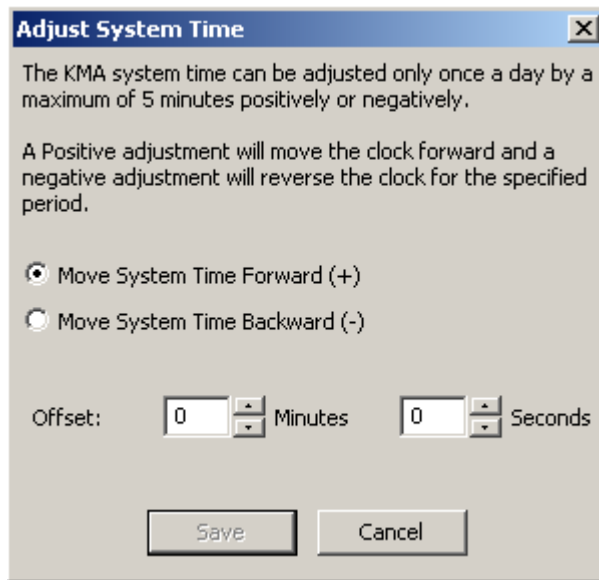 Adjust System Time
The KMA system time can be adjusted only once a day by a
maximum of 5 minutes positively or negatively.
A Positive adjustment will move the clock forward and a
negative adjustment will reverse the clock for the specified
period.
Move System Time Forward (+)
Move System Time Backward (-)
Offset: 0 Minutes 0 Seconds
Save Cancel